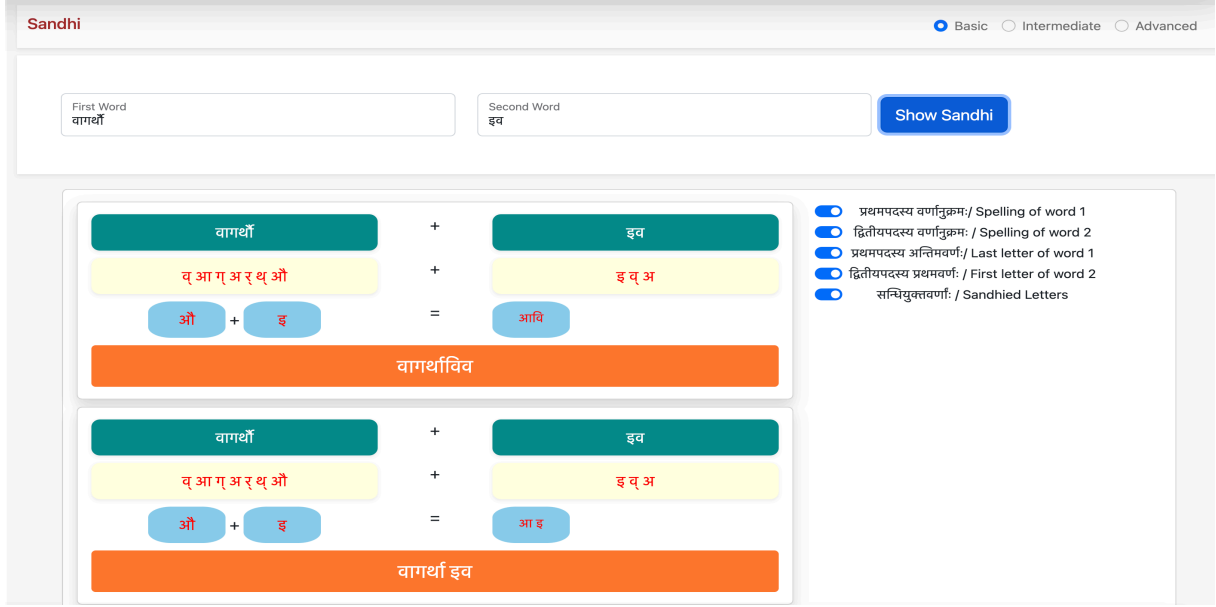 Sandhi Basic Intermediate Advanced
First Word Second Word
वागर्थौ इव Show Sandhi
वागर्थौ + इव प्रथमपदस्य वर्णानुक्रमः/ Spelling of word 1
द्वितीयपदस्य वर्णानुक्रमः / Spelling of word 2
व् आ ग् अ र् थ् औ + इ व् अ प्रथमपदस्य अन्तिमवर्णः/ Last letter of word 1
द्वितीयपदस्य प्रथमवर्णः / First letter of word 2
औ + इ = आवि सन्धियुक्तवर्णाः / Sandhied Letters
वागर्थाविव
वागर्थौ + इव
व् आ ग् अ र् थ् औ + इ व् अ
औ + इ = आ इ
वागर्था इव